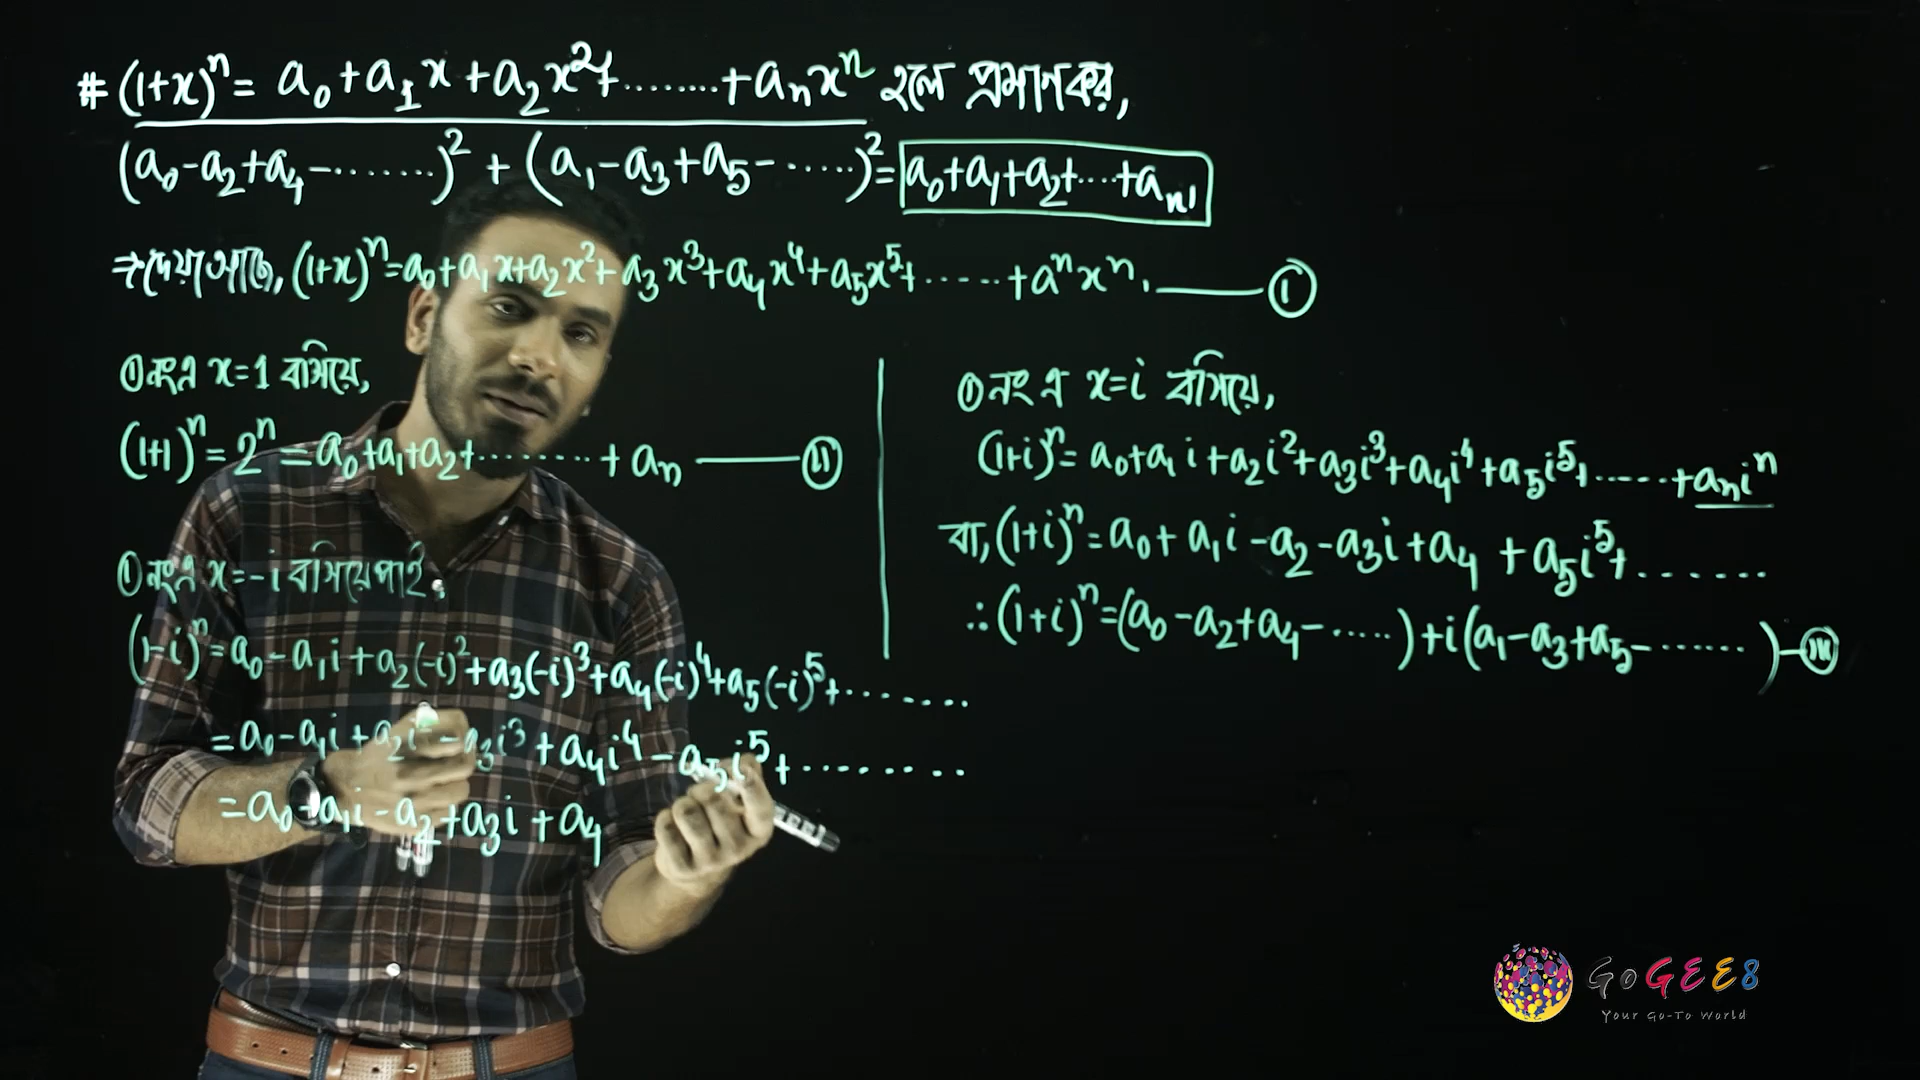 # (1+x)ⁿ = a₀ + a₁x + a₂x² + ........ + aₙxⁿ হলে প্রমাণ কর,
(a₀-a₂+a₄-.......)² + (a₁-a₃+a₅-.....)² = a₀+a₁+a₂+....+aₙ।
⇒ দেয়া আছে, (1+x)ⁿ = a₀+a₁x+a₂x²+a₃x³+a₄x⁴+a₅x⁵+......+aⁿxⁿ. —— (i)
(i) নং এ x=1 বসিয়ে,
(1+1)ⁿ = 2ⁿ = a₀+a₁+a₂+........+aₙ —— (ii)
(i) নং এ x=-i বসিয়ে পাই,
(1-i)ⁿ = a₀ - a₁i + a₂(-i)² + a₃(-i)³ + a₄(-i)⁴ + a₅(-i)⁵ + .......
= a₀ - a₁i + a₂i² - a₃i³ + a₄i⁴ - a₅i⁵ + ........
= a₀ - a₁i - a₂ + a₃i + a₄
(i) নং এ x=i বসিয়ে,
(1+i)ⁿ = a₀+a₁i+a₂i²+a₃i³+a₄i⁴+a₅i⁵+......+aₙiⁿ
বা, (1+i)ⁿ = a₀ + a₁i - a₂ - a₃i + a₄ + a₅i⁵ + .......
∴ (1+i)ⁿ = (a₀-a₂+a₄-.....) + i(a₁-a₃+a₅-......) — (iii)
GoGEE8
Your Go-To World